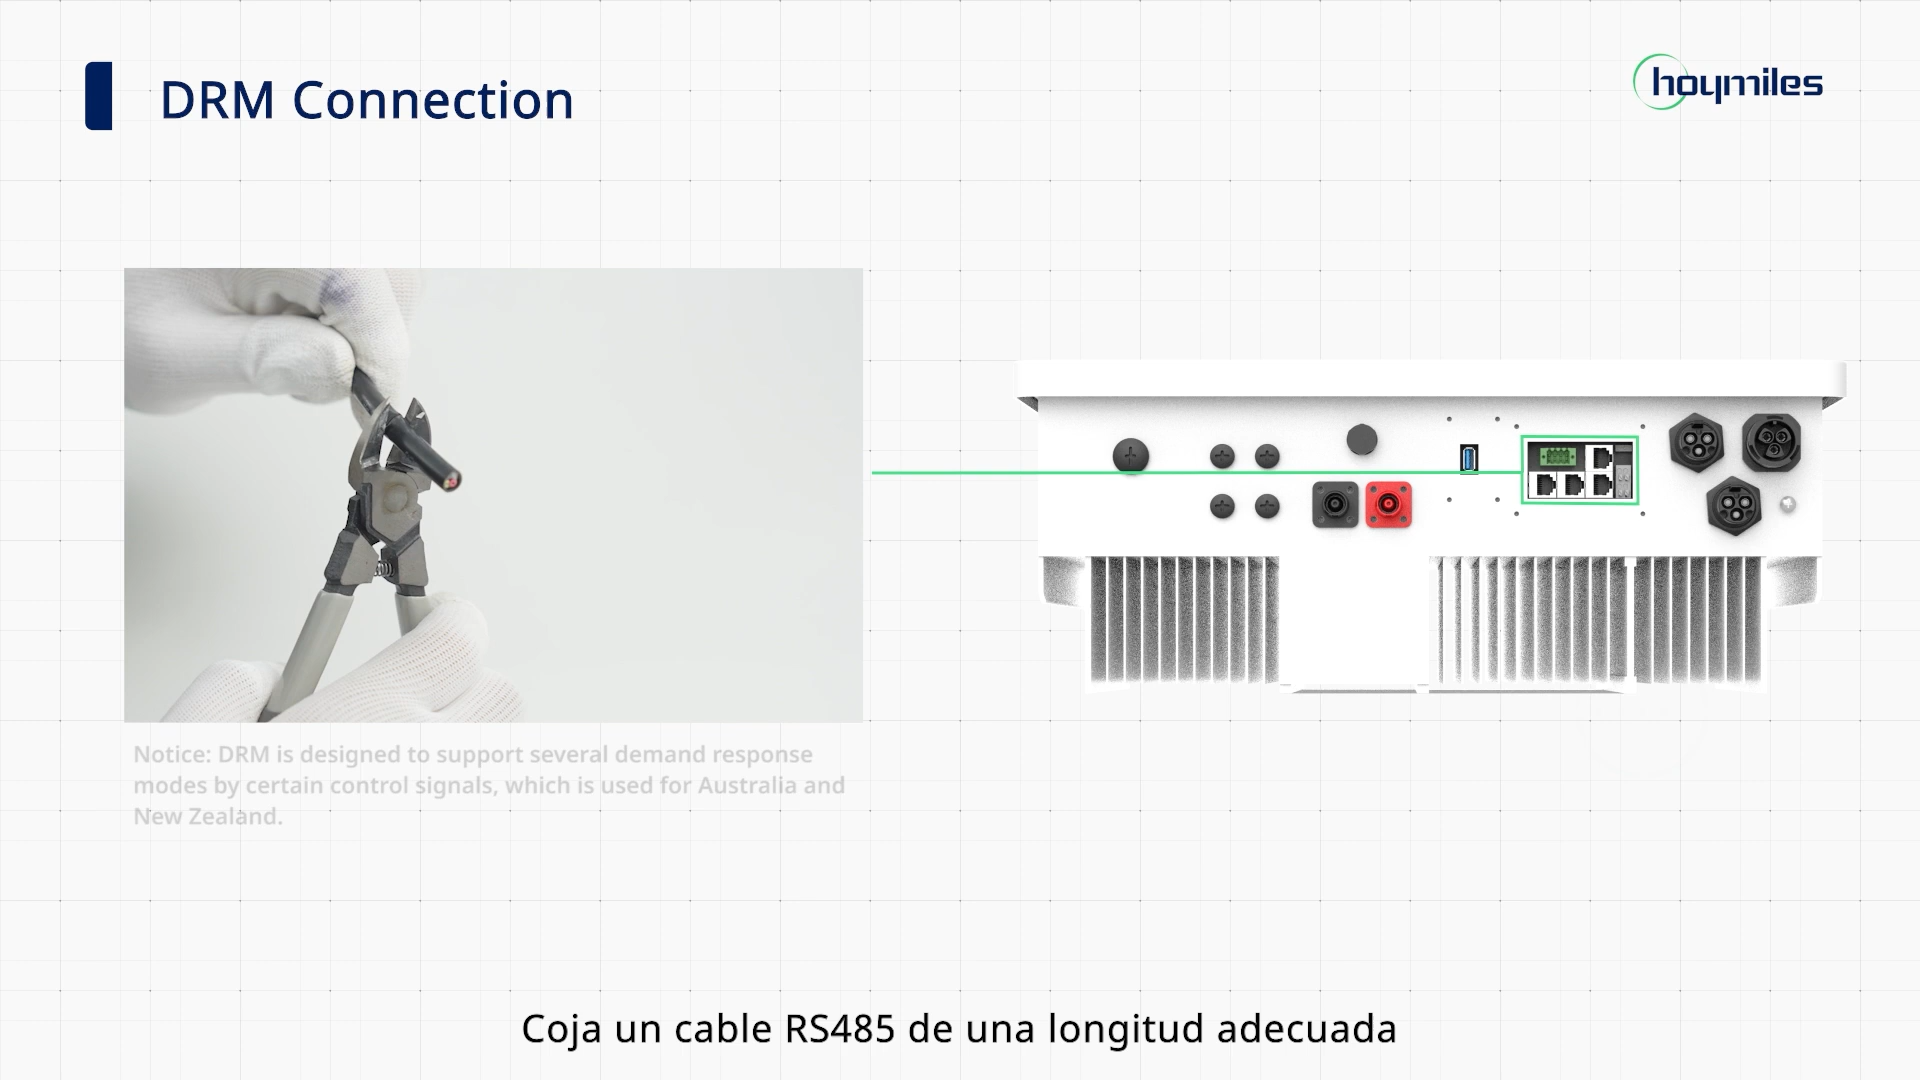 DRM Connection
hoymiles
Notice: DRM is designed to support several demand response
modes by certain control signals, which is used for Australia and
New Zealand.
Coja un cable RS485 de una longitud adecuada